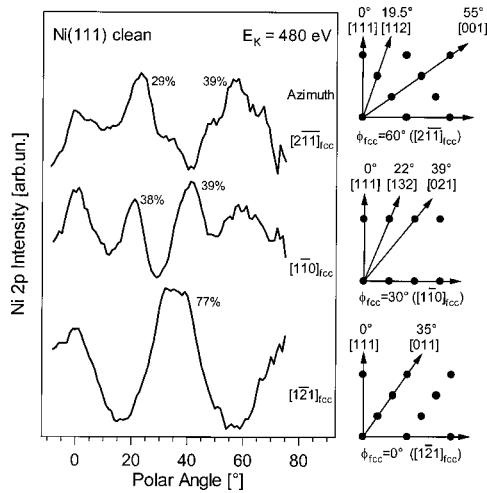 Ni(111) clean
E_K = 480 eV
29%
39%
Azimuth
[21̅1̅]fcc
38%
39%
[11̅0]fcc
77%
[12̅1]fcc
Ni 2p Intensity [arb.un.]
0 20 40 60 80
Polar Angle [°]
0° 19.5° 55°
[111] [112] [001]
ϕfcc=60° ([21̅1̅]fcc)
0° 22° 39°
[111] [132] [021]
ϕfcc=30° ([11̅0]fcc)
0° 35°
[111] [011]
ϕfcc=0° ([12̅1]fcc)